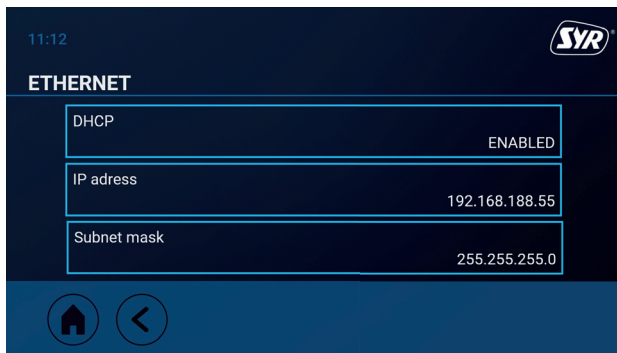 11:12
SYR®
ETHERNET
DHCP
ENABLED
IP adress
192.168.188.55
Subnet mask
255.255.255.0